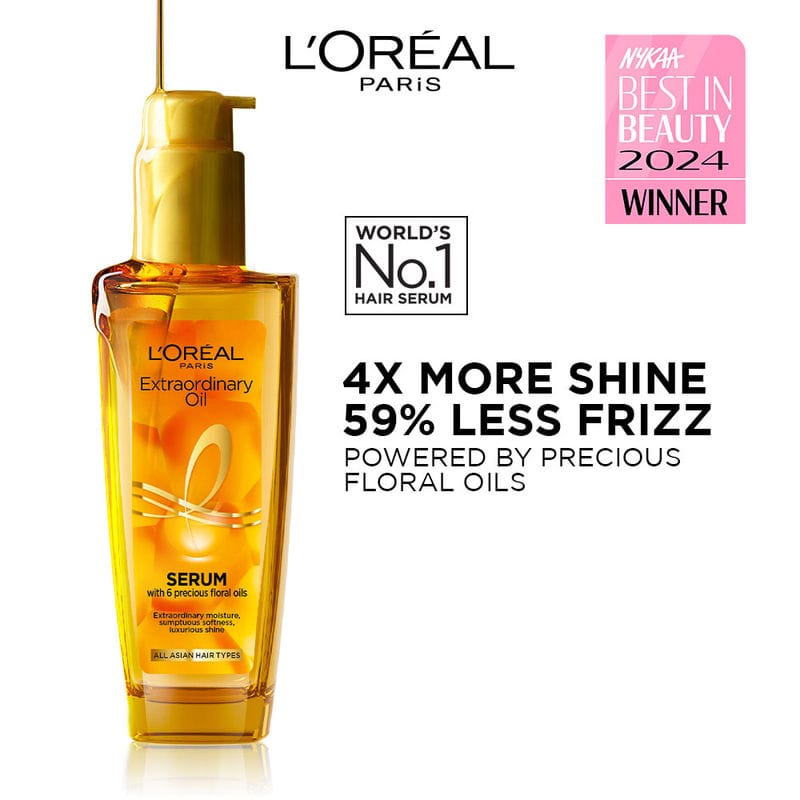 L'ORÉAL
PARiS
NYKAA
BEST IN
BEAUTY
2024
WINNER
WORLD'S
No.1
HAIR SERUM
4X MORE SHINE
59% LESS FRIZZ
POWERED BY PRECIOUS
FLORAL OILS
L'ORÉAL
PARIS
Extraordinary
Oil
SERUM
with 6 precious floral oils
Extraordinary moisture,
sumptuous softness,
luxurious shine
ALL ASIAN HAIR TYPES